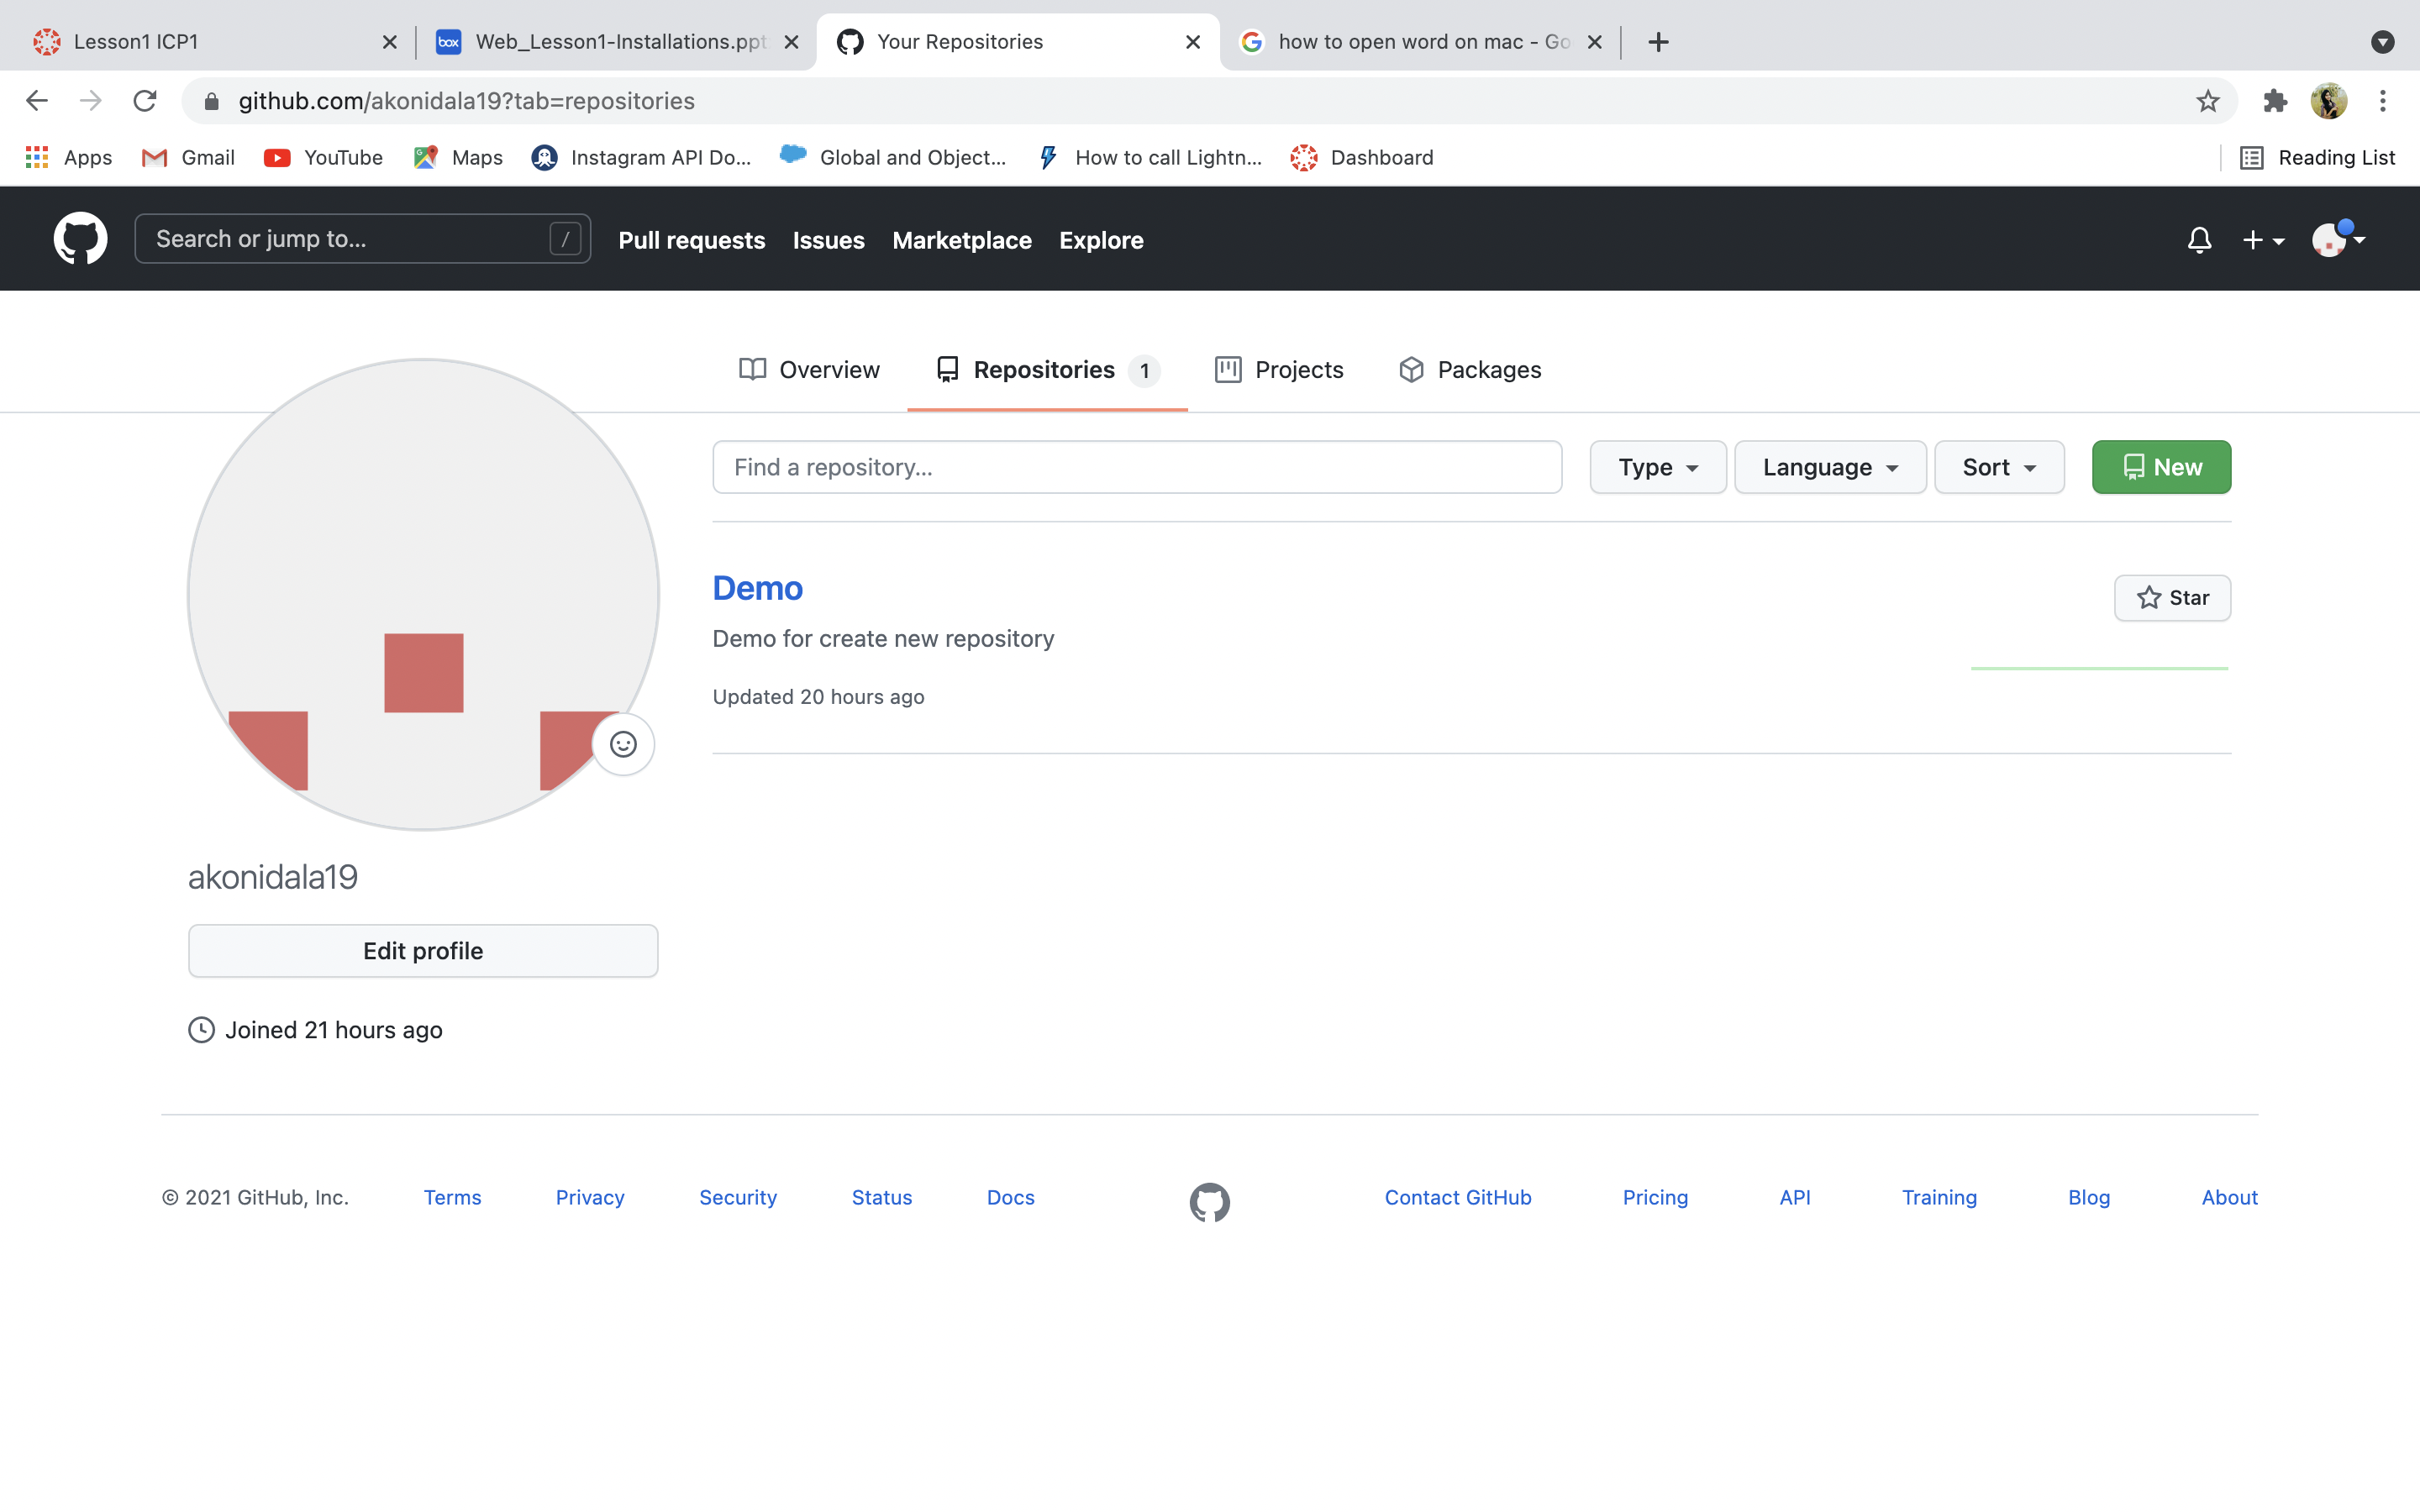 Lesson1 ICP1
box
Web_Lesson1-Installations.ppt
Your Repositories
how to open word on mac - Go
github.com/akonidala19?tab=repositories
Apps
Gmail
YouTube
Maps
Instagram API Do...
Global and Object...
How to call Lightn...
Dashboard
Reading List
Search or jump to...
/
Pull requests
Issues
Marketplace
Explore
Overview
Repositories 1
Projects
Packages
Find a repository...
Type
Language
Sort
New
Demo
Star
Demo for create new repository
Updated 20 hours ago
akonidala19
Edit profile
Joined 21 hours ago
© 2021 GitHub, Inc.
Terms
Privacy
Security
Status
Docs
Contact GitHub
Pricing
API
Training
Blog
About